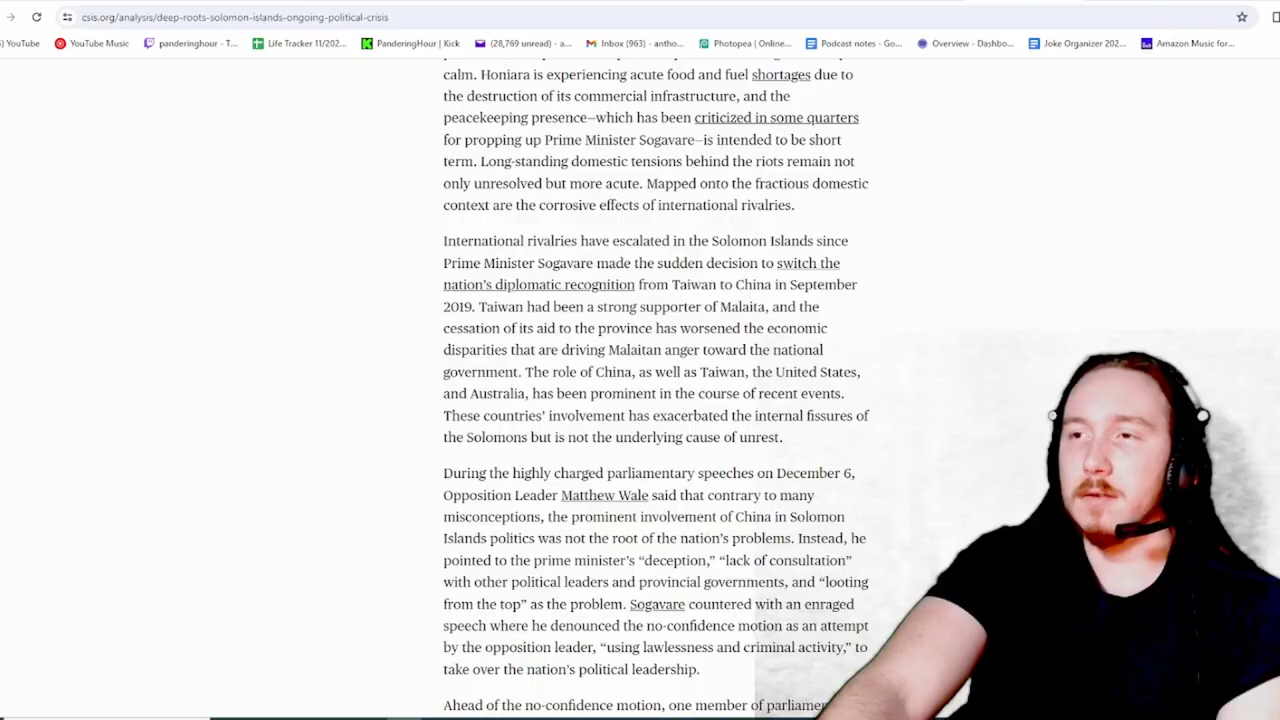 csis.org/analysis/deep-roots-solomon-islands-ongoing-political-crisis
) YouTube YouTube Music panderinghour - T... Life Tracker 11/202... PanderingHour | Kick (28,769 unread) - a... Inbox (963) - antho... Photopea | Online... Podcast notes - Go... Overview - Dashbo... Joke Organizer 202... Amazon Music for...
calm. Honiara is experiencing acute food and fuel shortages due to
the destruction of its commercial infrastructure, and the
peacekeeping presence—which has been criticized in some quarters
for propping up Prime Minister Sogavare—is intended to be short
term. Long-standing domestic tensions behind the riots remain not
only unresolved but more acute. Mapped onto the fractious domestic
context are the corrosive effects of international rivalries.
International rivalries have escalated in the Solomon Islands since
Prime Minister Sogavare made the sudden decision to switch the
nation's diplomatic recognition from Taiwan to China in September
2019. Taiwan had been a strong supporter of Malaita, and the
cessation of its aid to the province has worsened the economic
disparities that are driving Malaitan anger toward the national
government. The role of China, as well as Taiwan, the United States,
and Australia, has been prominent in the course of recent events.
These countries' involvement has exacerbated the internal fissures of
the Solomons but is not the underlying cause of unrest.
During the highly charged parliamentary speeches on December 6,
Opposition Leader Matthew Wale said that contrary to many
misconceptions, the prominent involvement of China in Solomon
Islands politics was not the root of the nation's problems. Instead, he
pointed to the prime minister's “deception,” “lack of consultation”
with other political leaders and provincial governments, and “looting
from the top” as the problem. Sogavare countered with an enraged
speech where he denounced the no-confidence motion as an attempt
by the opposition leader, “using lawlessness and criminal activity,” to
take over the nation's political leadership.
Ahead of the no-confidence motion, one member of